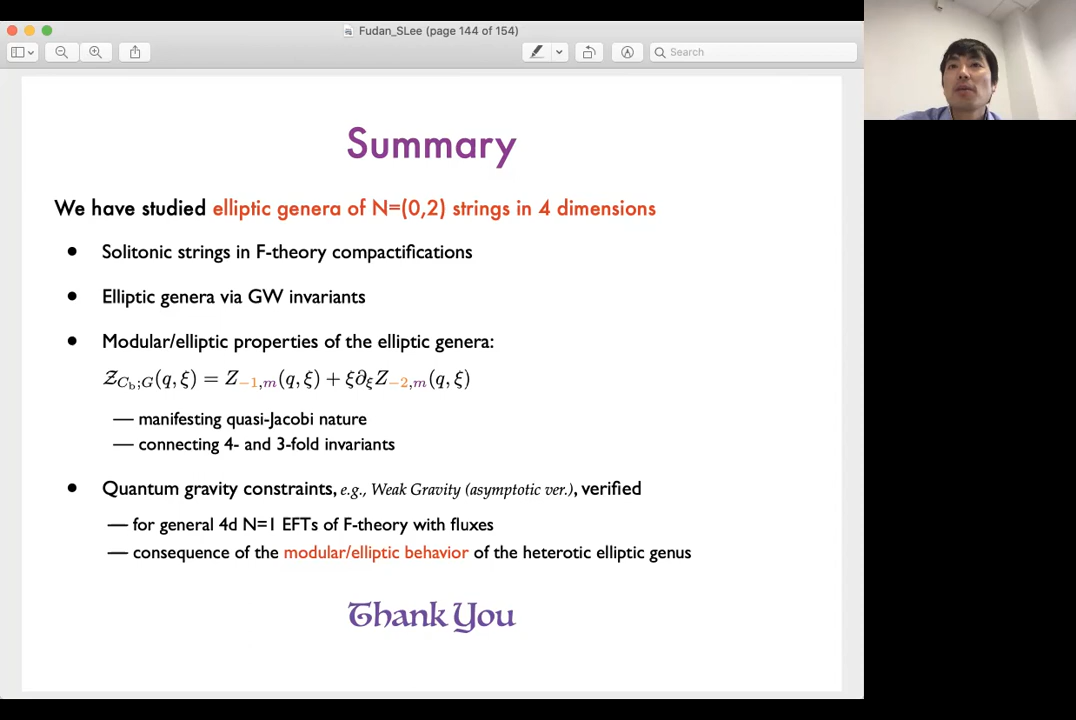 Fudan_SLee (page 144 of 154)
Search
Summary
We have studied elliptic genera of N=(0,2) strings in 4 dimensions
● Solitonic strings in F-theory compactifications
● Elliptic genera via GW invariants
● Modular/elliptic properties of the elliptic genera:
𝒵_{C_b;G}(q,ξ) = Z_{−1,m}(q,ξ) + ξ∂_ξ Z_{−2,m}(q,ξ)
— manifesting quasi-Jacobi nature
— connecting 4- and 3-fold invariants
● Quantum gravity constraints, e.g., Weak Gravity (asymptotic ver.), verified
— for general 4d N=1 EFTs of F-theory with fluxes
— consequence of the modular/elliptic behavior of the heterotic elliptic genus
Thank You